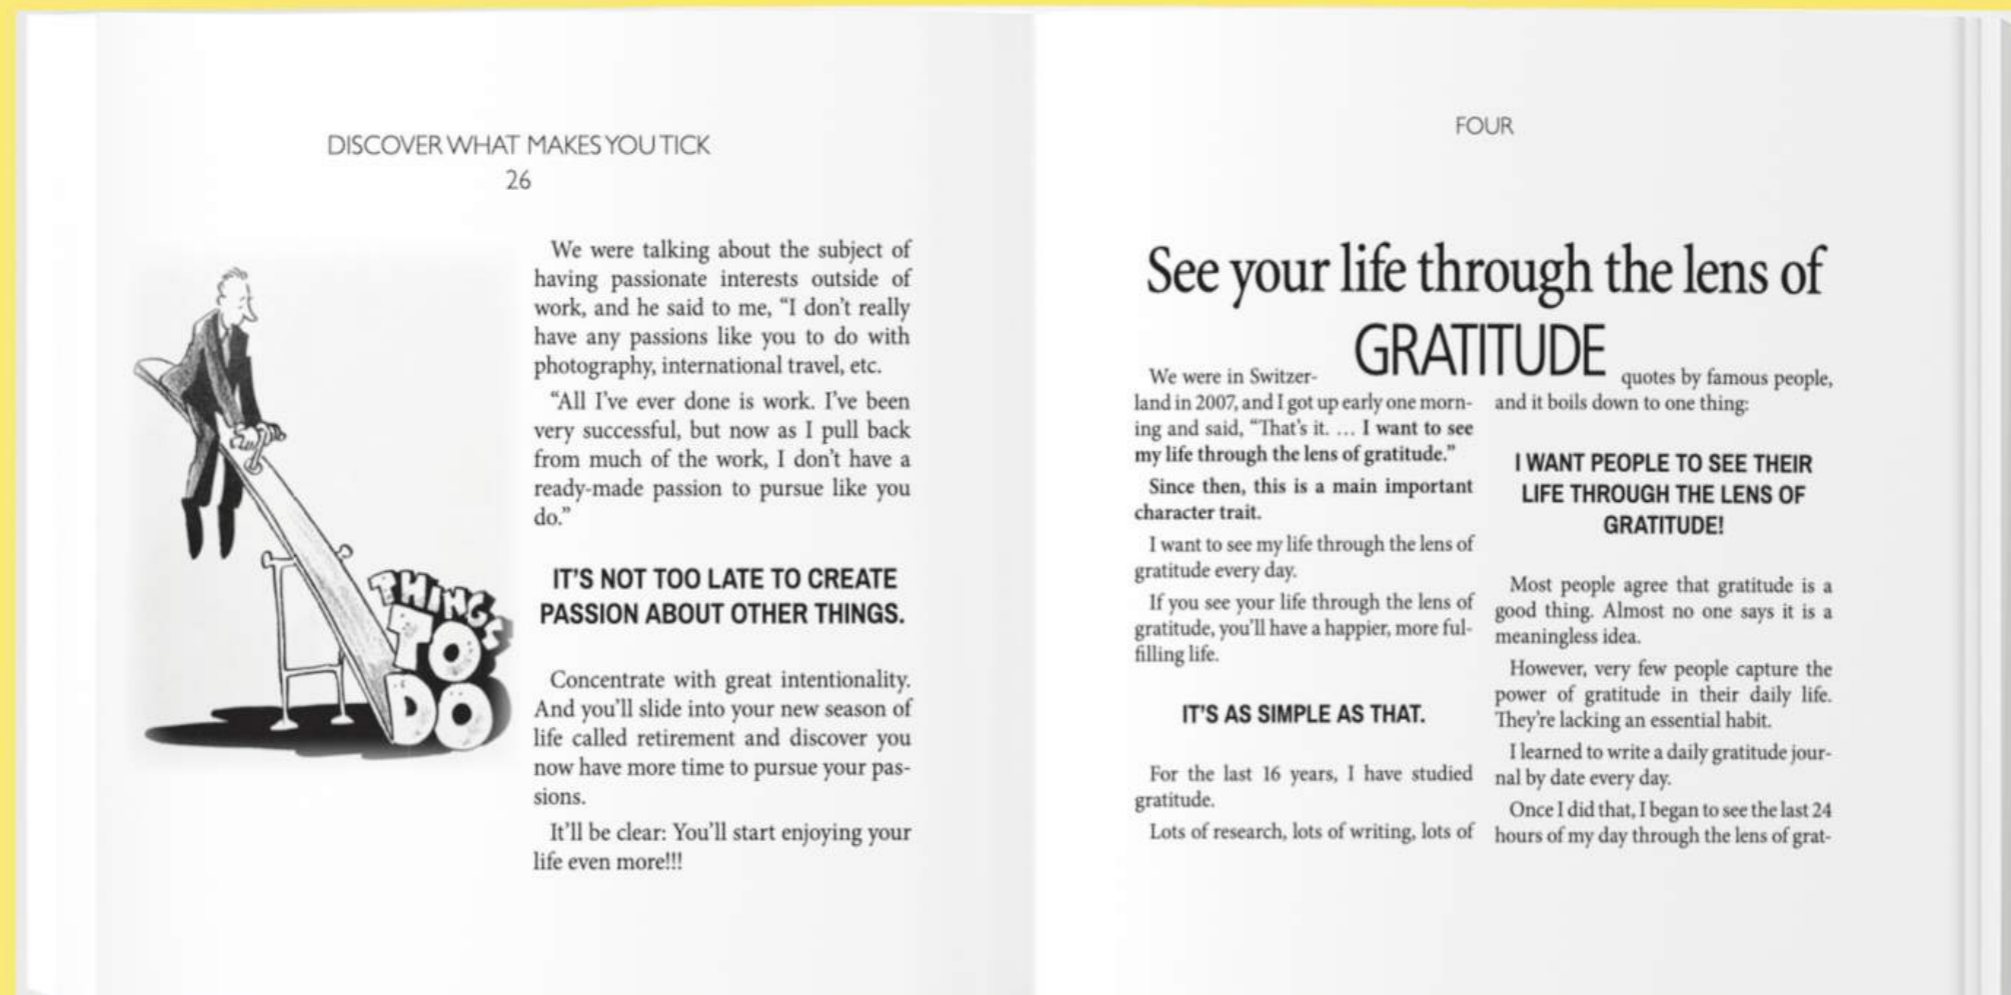 DISCOVER WHAT MAKES YOU TICK
26
THINGS
TO
DO
We were talking about the subject of
having passionate interests outside of
work, and he said to me, “I don’t really
have any passions like you to do with
photography, international travel, etc.
“All I’ve ever done is work. I’ve been
very successful, but now as I pull back
from much of the work, I don’t have a
ready-made passion to pursue like you
do.”
IT’S NOT TOO LATE TO CREATE
PASSION ABOUT OTHER THINGS.
Concentrate with great intentionality.
And you’ll slide into your new season of
life called retirement and discover you
now have more time to pursue your pas-
sions.
It’ll be clear: You’ll start enjoying your
life even more!!!
FOUR
See your life through the lens of
GRATITUDE
We were in Switzer-
land in 2007, and I got up early one morn-
ing and said, “That’s it. … I want to see
my life through the lens of gratitude.”
Since then, this is a main important
character trait.
I want to see my life through the lens of
gratitude every day.
If you see your life through the lens of
gratitude, you’ll have a happier, more ful-
filling life.
IT’S AS SIMPLE AS THAT.
For the last 16 years, I have studied
gratitude.
Lots of research, lots of writing, lots of
quotes by famous people,
and it boils down to one thing:
I WANT PEOPLE TO SEE THEIR
LIFE THROUGH THE LENS OF
GRATITUDE!
Most people agree that gratitude is a
good thing. Almost no one says it is a
meaningless idea.
However, very few people capture the
power of gratitude in their daily life.
They’re lacking an essential habit.
I learned to write a daily gratitude jour-
nal by date every day.
Once I did that, I began to see the last 24
hours of my day through the lens of grat-